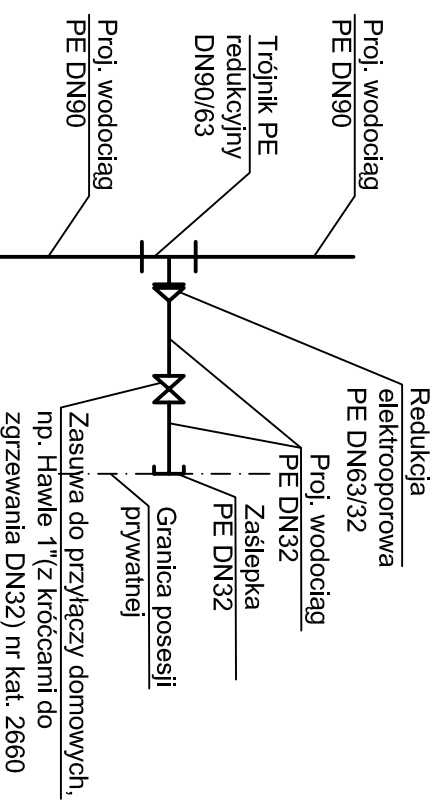 Proj. wodociąg
PE DN90
Trójnik PE
redukcyjny
DN90/63
Proj. wodociąg
PE DN90
Redukcja
elektrooporowa
PE DN63/32
Proj. wodociąg
PE DN32
Zaślepka
PE DN32
Granica posesji
prywatnej
Zasuwa do przyłączy domowych,
np. Hawle 1"(z króćcami do
zgrzewania DN32) nr kat. 2660